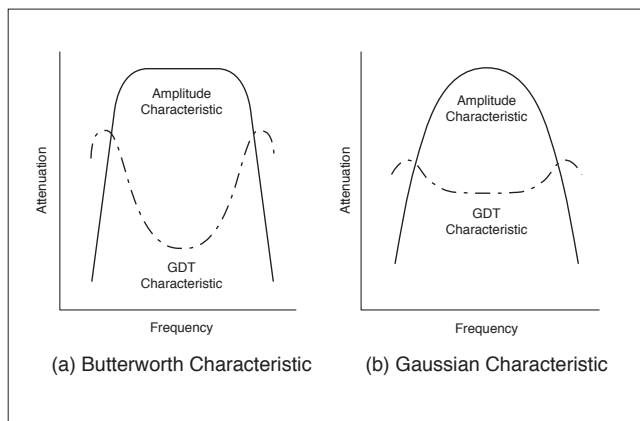 Attenuation
Amplitude
Characteristic
GDT
Characteristic
Frequency
(a) Butterworth Characteristic
Attenuation
Amplitude
Characteristic
GDT
Characteristic
Frequency
(b) Gaussian Characteristic